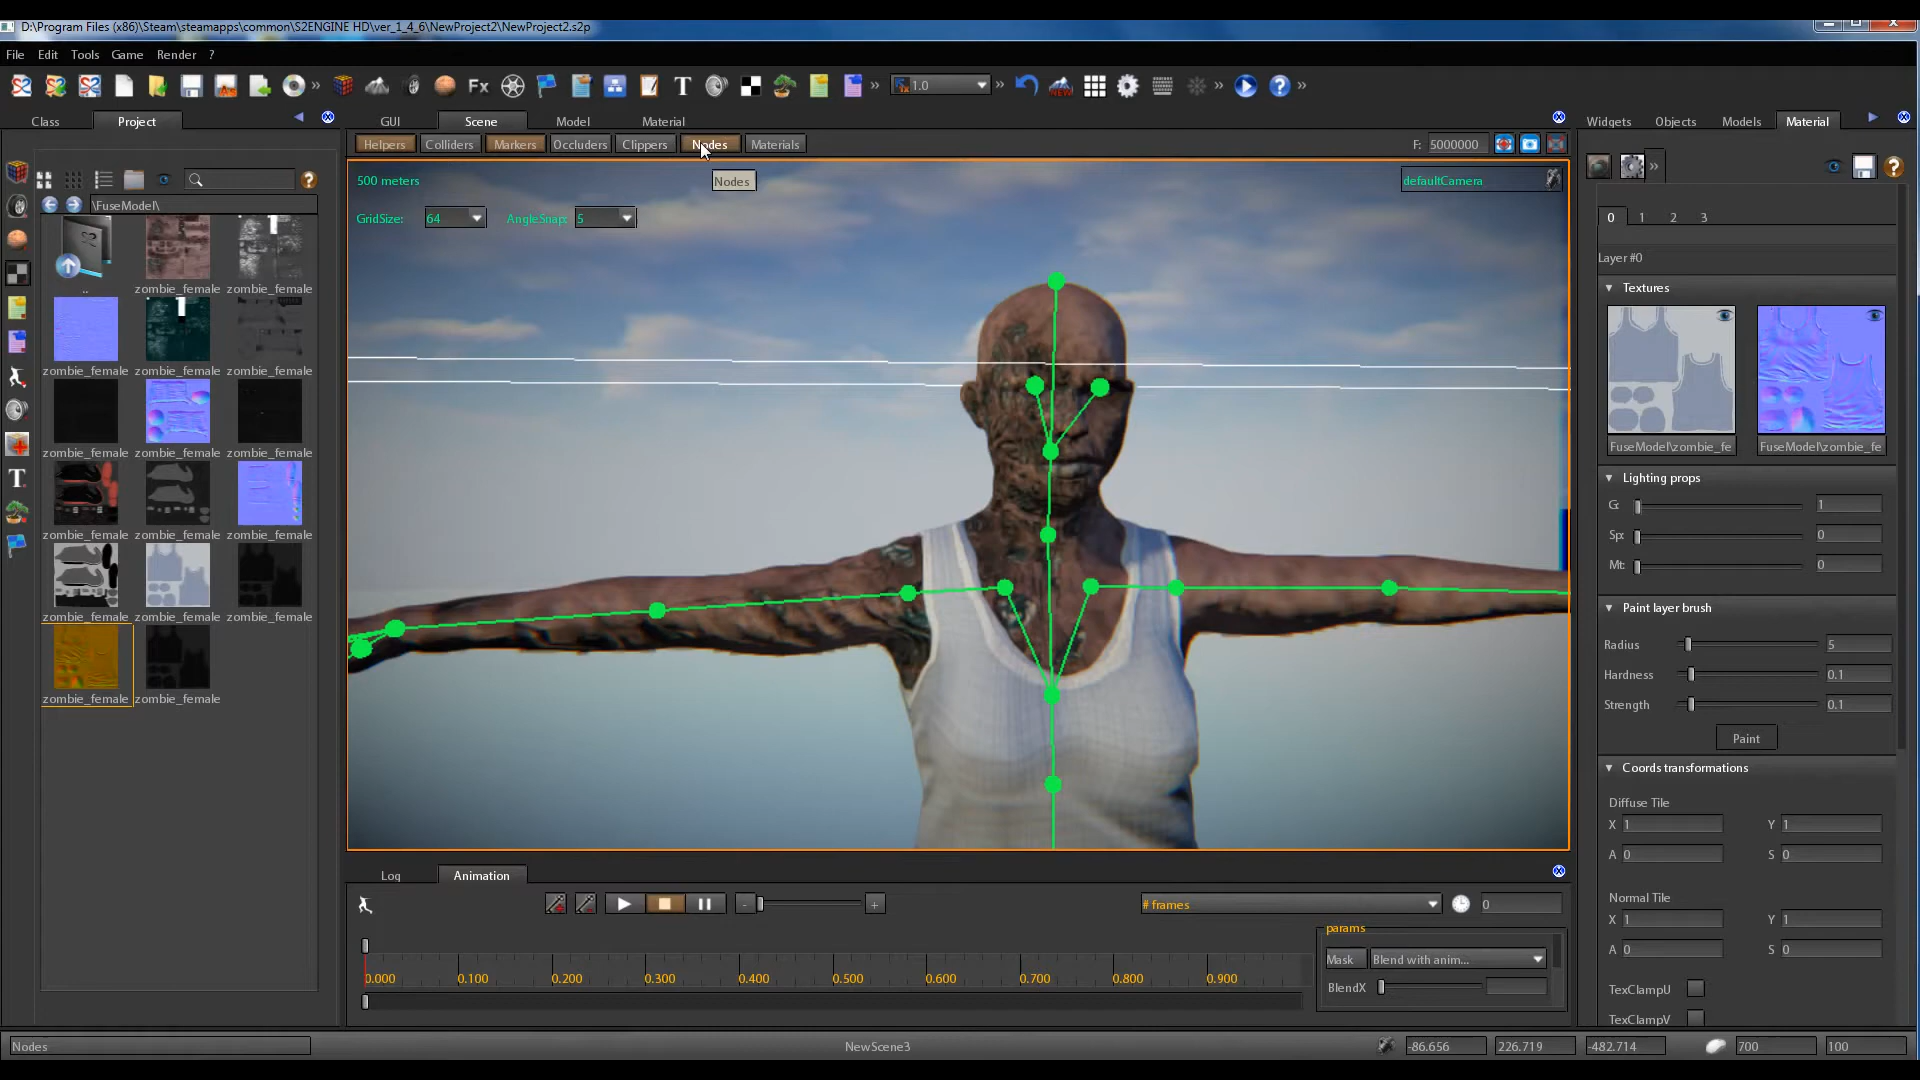 D:\Program Files (x86)\Steam\steamapps\common\S2ENGINE HD\ver_1_4_6\NewProject2\NewProject2.s2p
File Edit Tools Game Render ?
Fx T 1.0
Class Project
GUI Scene Model Material
Widgets Objects Models Material
Helpers Colliders Markers Occluders Clippers Nodes Materials
F: 5000000
\FuseModel\
500 meters
Nodes
defaultCamera
GridSize: 64 AngleSnap: 5
0 1 2 3
Layer #0
Textures
FuseModel\zombie_fe FuseModel\zombie_fe
Lighting props
G: 1
Sp: 0
Mt: 0
Paint layer brush
Radius 5
Hardness 0.1
Strength 0.1
Paint
Coords transformations
Diffuse Tile
X 1 Y 1
A 0 S 0
Normal Tile
X 1 Y 1
A 0 S 0
TexClampU
TexClampV
.. zombie_female zombie_female
zombie_female zombie_female zombie_female
zombie_female zombie_female zombie_female
zombie_female zombie_female zombie_female
zombie_female zombie_female zombie_female
zombie_female zombie_female
T
Log Animation
- + # frames 0
params
Mask Blend with anim...
BlendX
0.000 0.100 0.200 0.300 0.400 0.500 0.600 0.700 0.800 0.900
Nodes NewScene3 -86.656 226.719 -482.714 700 100